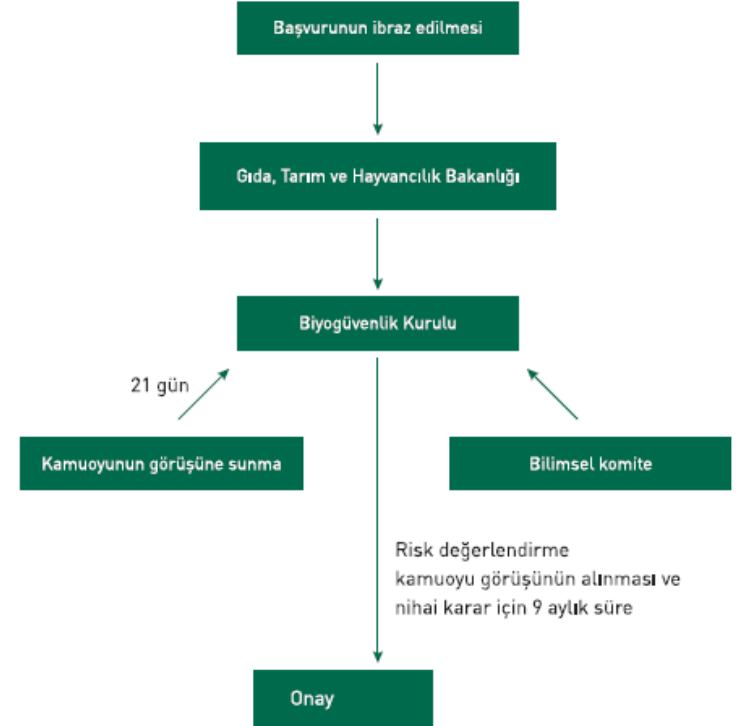 Başvurunun ibraz edilmesi
Gıda, Tarım ve Hayvancılık Bakanlığı
Biyogüvenlik Kurulu
21 gün
Kamuoyunun görüşüne sunma
Bilimsel komite
Risk değerlendirme
kamuoyu görüşünün alınması ve
nihai karar için 9 aylık süre
Onay